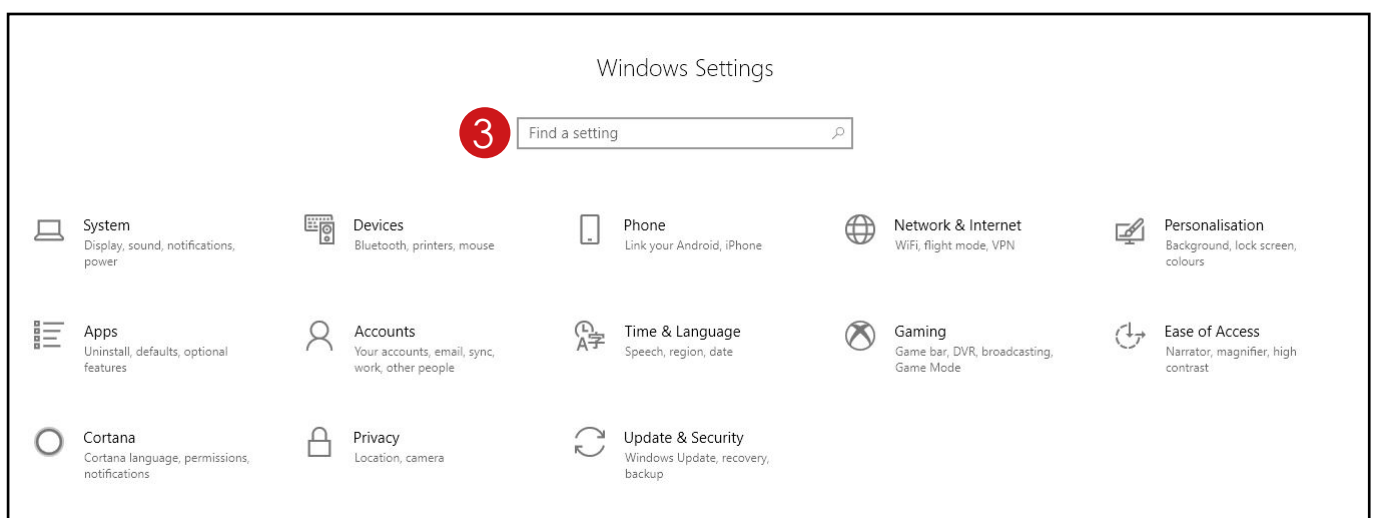 Windows Settings
3
Find a setting
System
Display, sound, notifications,
power
Devices
Bluetooth, printers, mouse
Phone
Link your Android, iPhone
Network & Internet
WiFi, flight mode, VPN
Personalisation
Background, lock screen,
colours
Apps
Uninstall, defaults, optional
features
Accounts
Your accounts, email, sync,
work, other people
Time & Language
Speech, region, date
Gaming
Game bar, DVR, broadcasting,
Game Mode
Ease of Access
Narrator, magnifier, high
contrast
Cortana
Cortana language, permissions,
notifications
Privacy
Location, camera
Update & Security
Windows Update, recovery,
backup